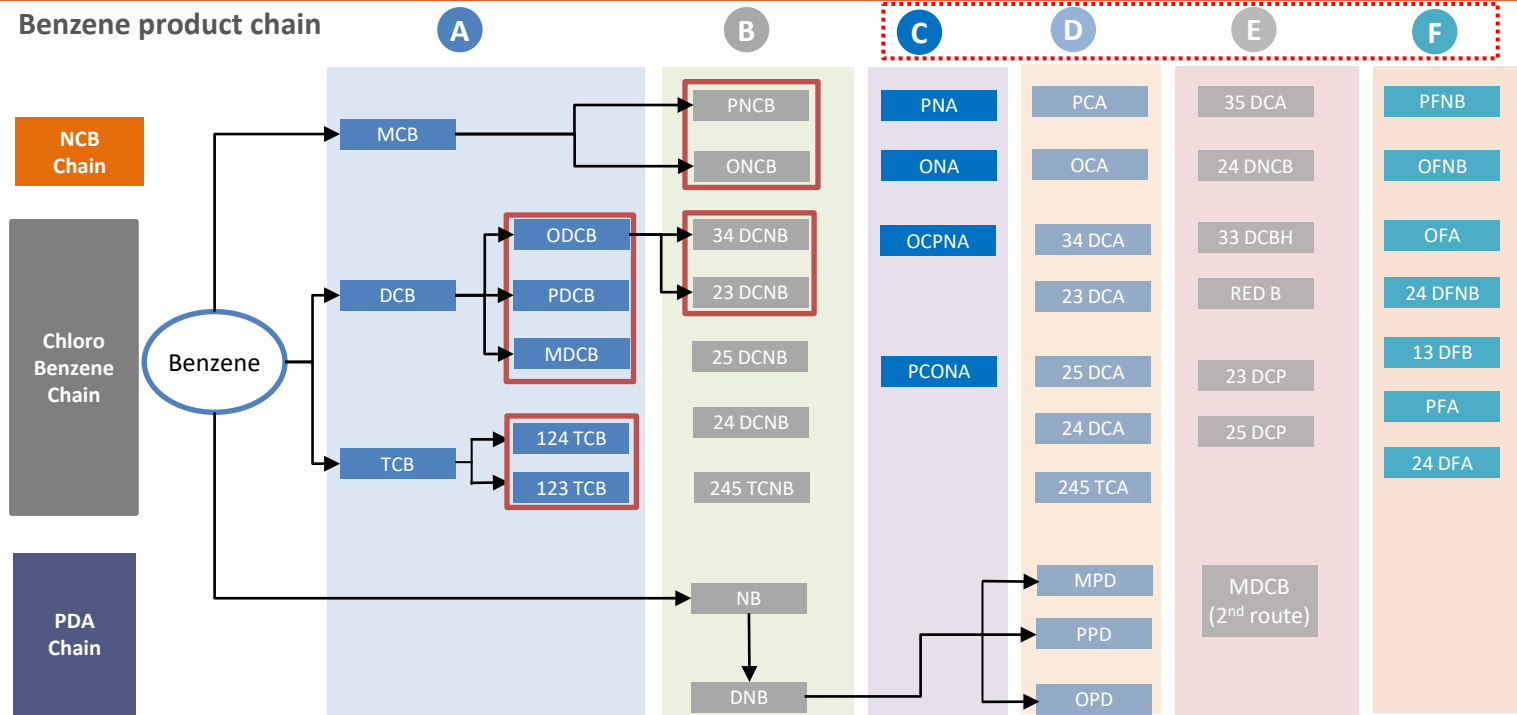 Benzene product chain
A
B
C
D
E
F
NCB
Chain
Chloro
Benzene
Chain
PDA
Chain
Benzene
MCB
DCB
TCB
ODCB
PDCB
MDCB
124 TCB
123 TCB
PNCB
ONCB
34 DCNB
23 DCNB
25 DCNB
24 DCNB
245 TCNB
NB
DNB
PNA
ONA
OCPNA
PCONA
PCA
OCA
34 DCA
23 DCA
25 DCA
24 DCA
245 TCA
MPD
PPD
OPD
35 DCA
24 DNCB
33 DCBH
RED B
23 DCP
25 DCP
MDCB
(2nd route)
PFNB
OFNB
OFA
24 DFNB
13 DFB
PFA
24 DFA